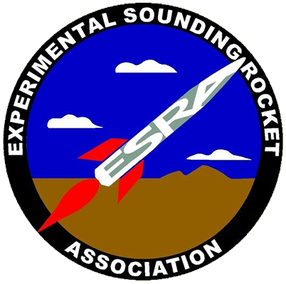 EXPERIMENTAL SOUNDING ROCKET
ESRA
ASSOCIATION